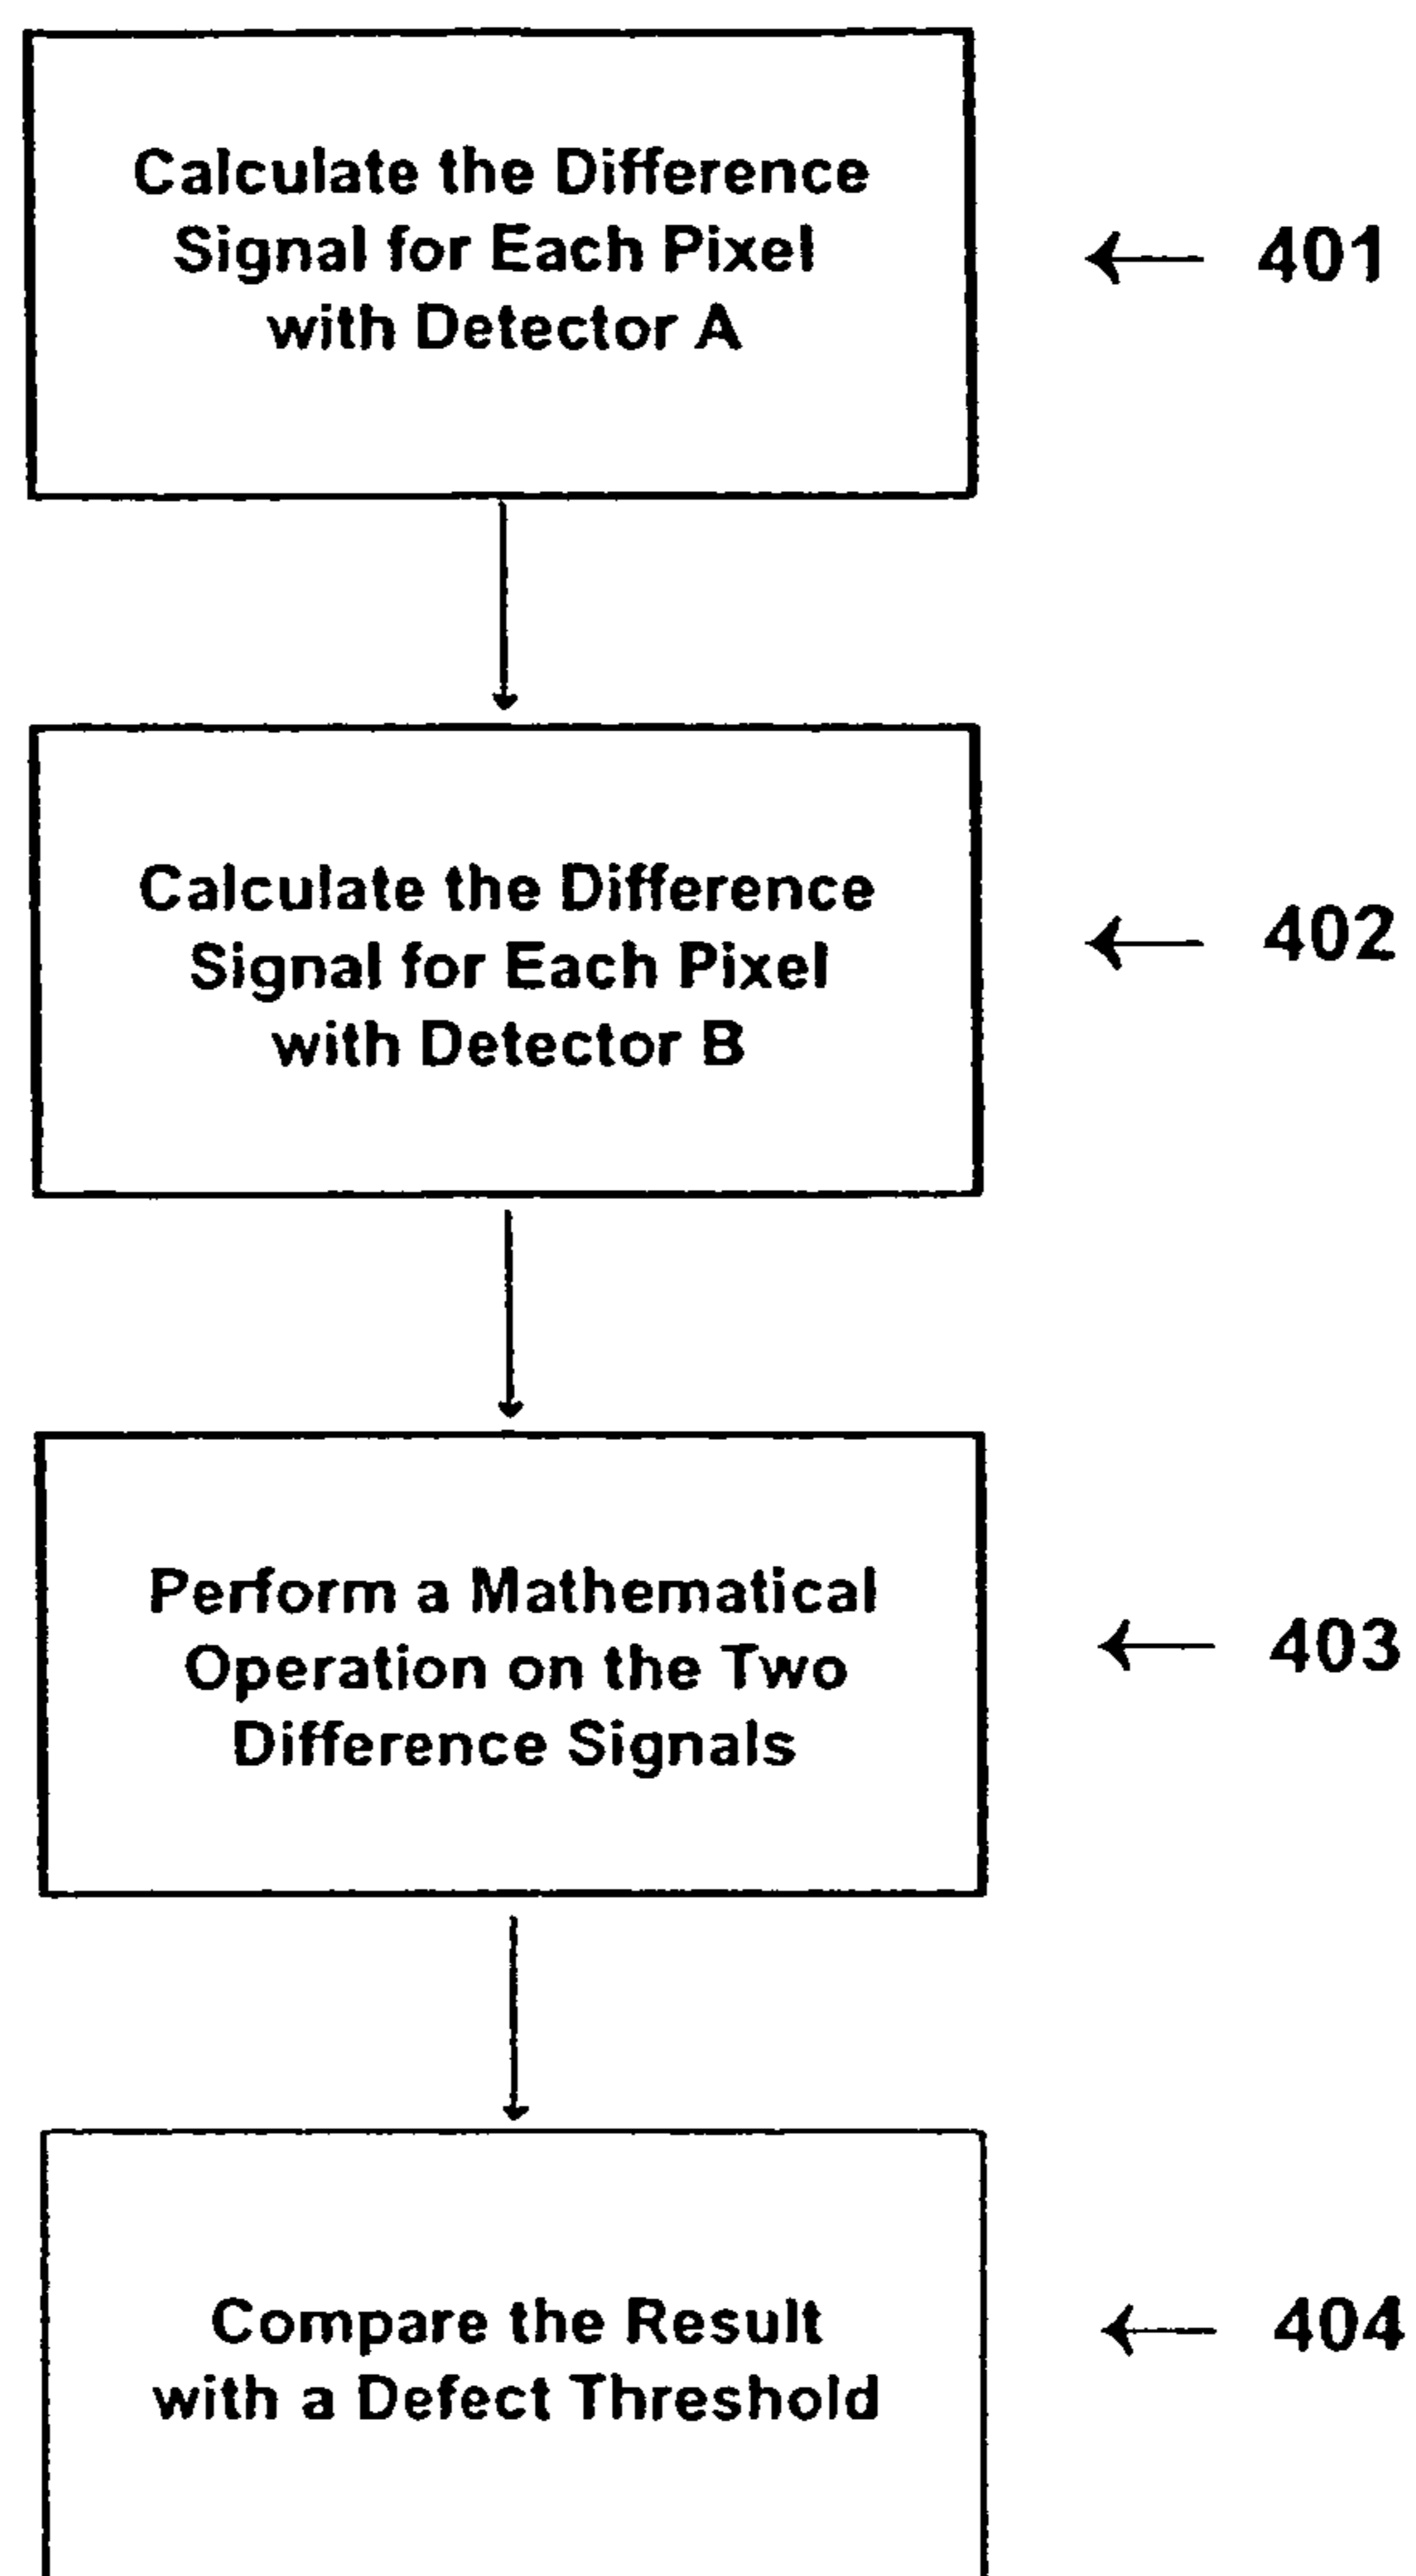 Calculate the Difference
Signal for Each Pixel
with Detector A
401
Calculate the Difference
Signal for Each Pixel
with Detector B
402
Perform a Mathematical
Operation on the Two
Difference Signals
403
Compare the Result
with a Defect Threshold
404